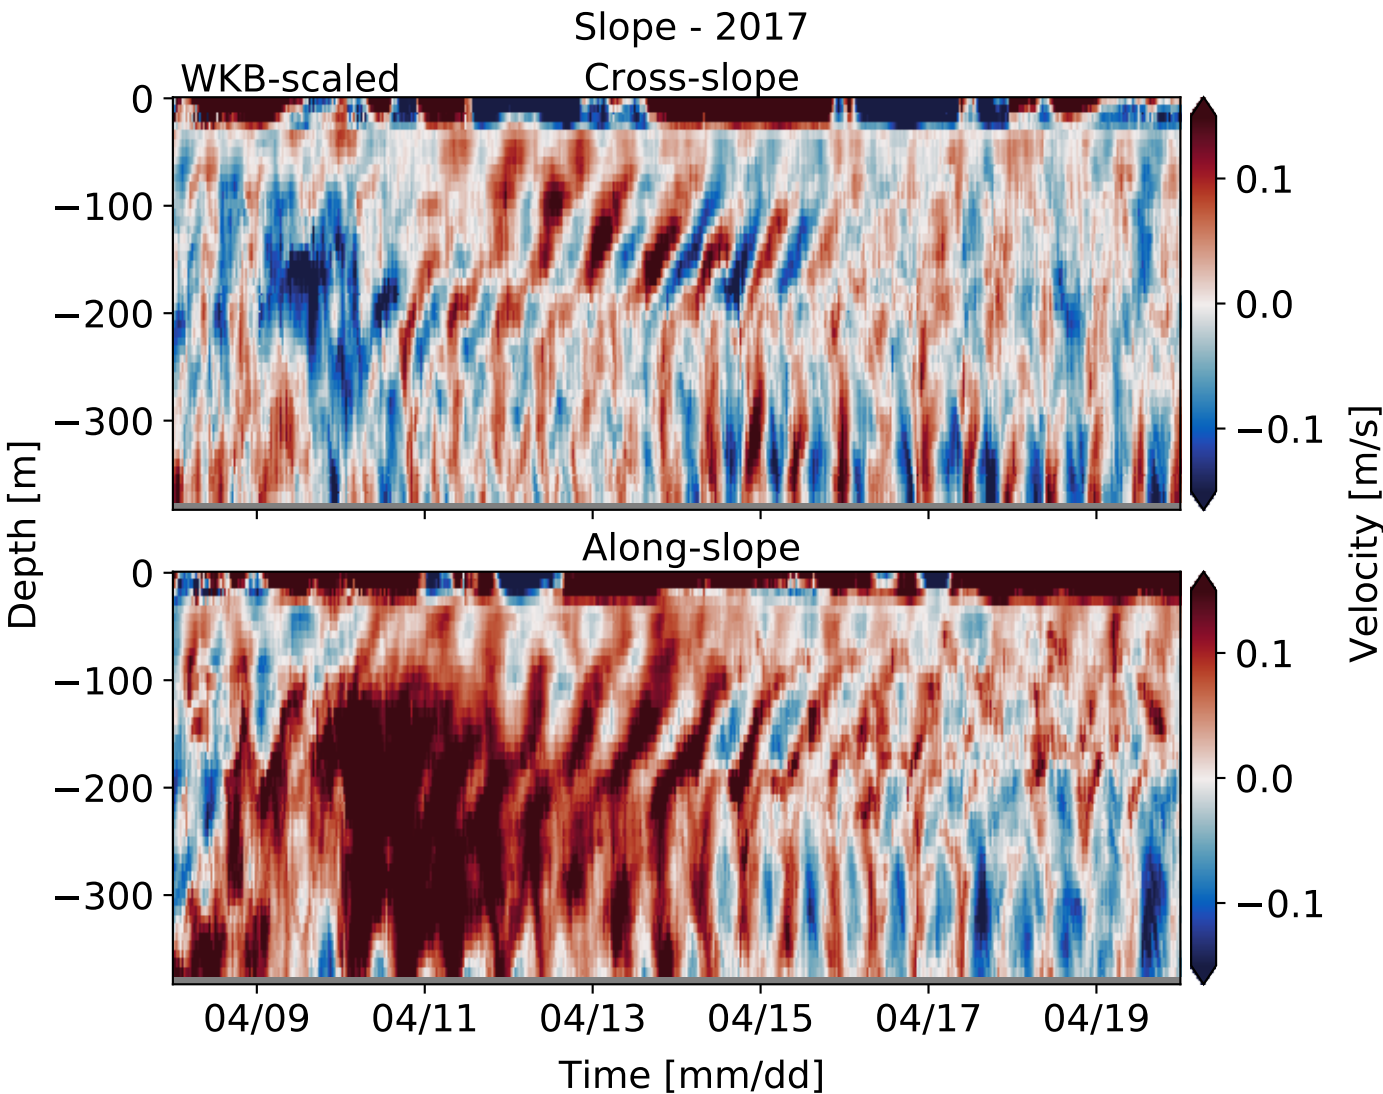 Slope - 2017
WKB-scaled
Cross-slope
0
−100
−200
−300
0.1
0.0
−0.1
Depth [m]
Velocity [m/s]
Along-slope
0
−100
−200
−300
0.1
0.0
−0.1
04/09
04/11
04/13
04/15
04/17
04/19
Time [mm/dd]